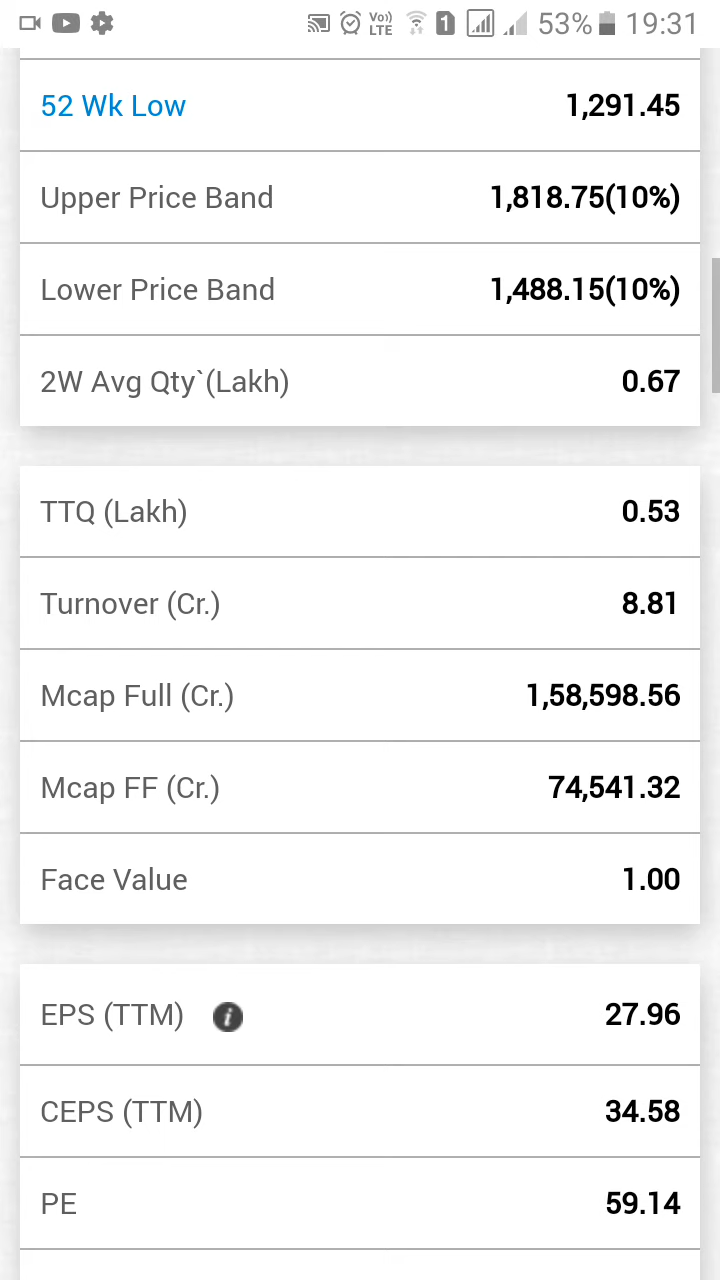 Vo)) LTE 1 53% 19:31
52 Wk Low 1,291.45
Upper Price Band 1,818.75(10%)
Lower Price Band 1,488.15(10%)
2W Avg Qty`(Lakh) 0.67
TTQ (Lakh) 0.53
Turnover (Cr.) 8.81
Mcap Full (Cr.) 1,58,598.56
Mcap FF (Cr.) 74,541.32
Face Value 1.00
EPS (TTM) i 27.96
CEPS (TTM) 34.58
PE 59.14